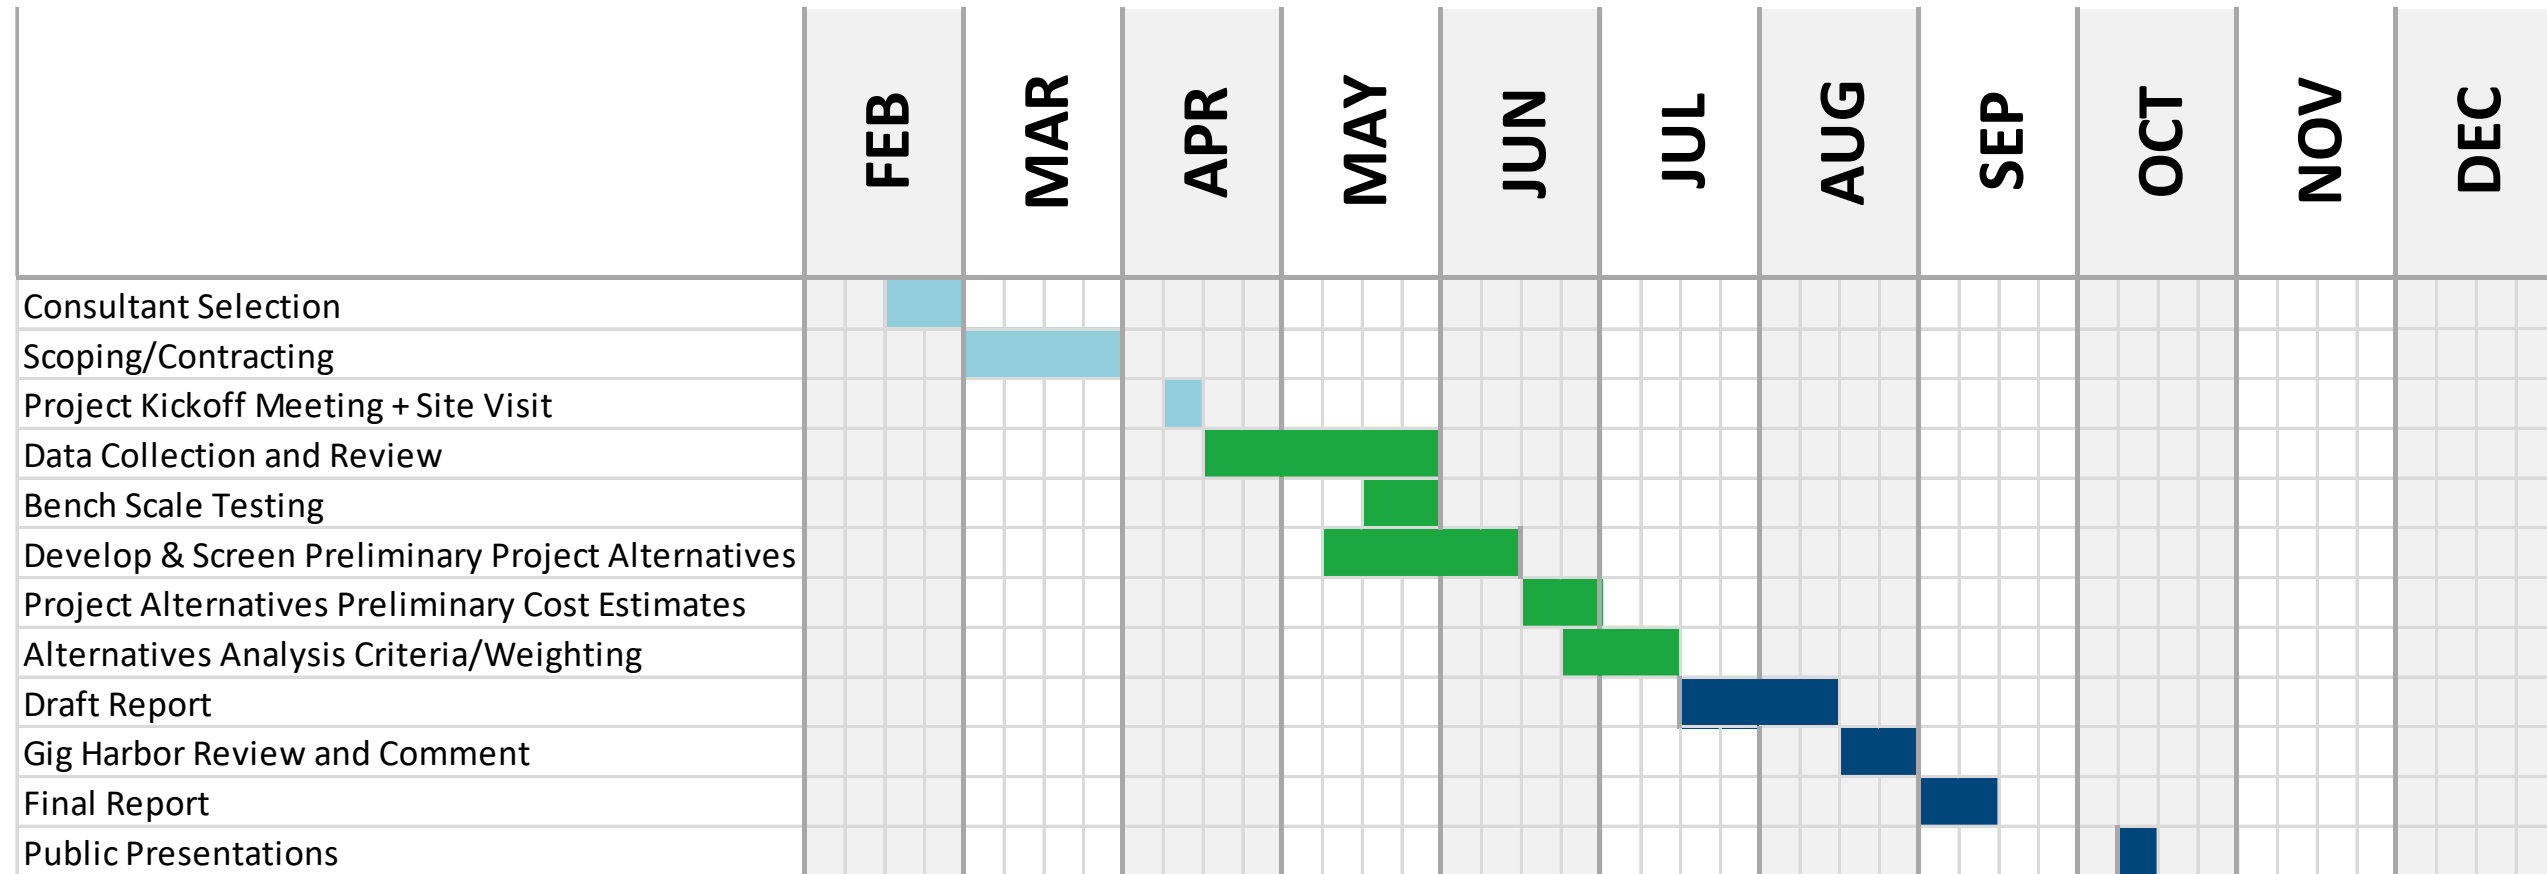 FEB MAR APR MAY JUN JUL AUG SEP OCT NOV DEC
Consultant Selection
Scoping/Contracting
Project Kickoff Meeting + Site Visit
Data Collection and Review
Bench Scale Testing
Develop & Screen Preliminary Project Alternatives
Project Alternatives Preliminary Cost Estimates
Alternatives Analysis Criteria/Weighting
Draft Report
Gig Harbor Review and Comment
Final Report
Public Presentations